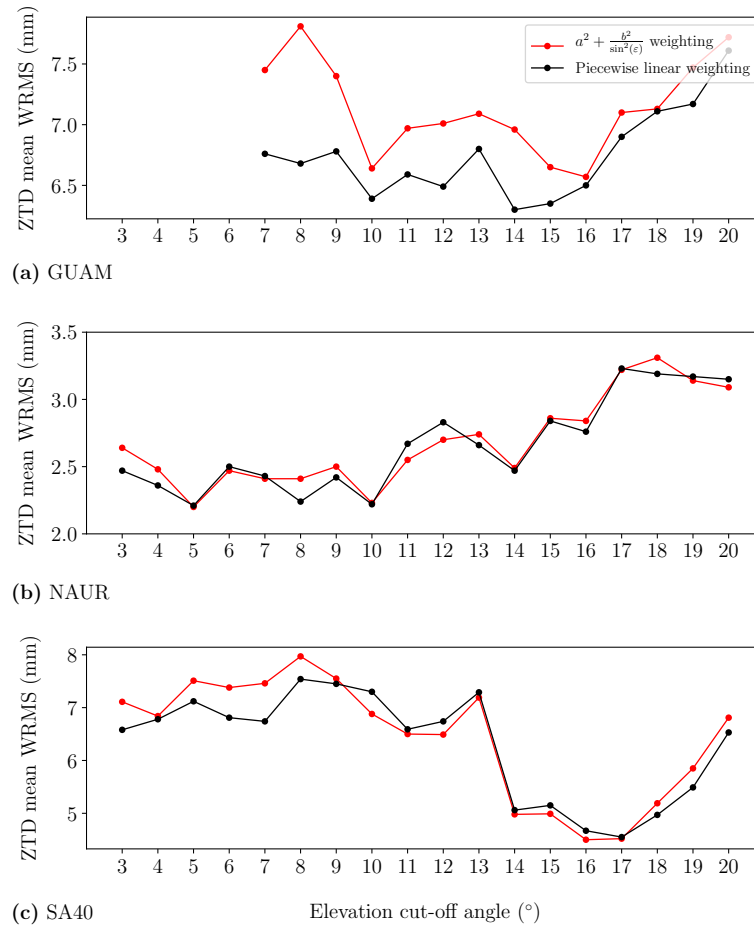 ZTD mean WRMS (mm)
7.5
7.0
6.5
a² + b²/sin²(ε) weighting
Piecewise linear weighting
3 4 5 6 7 8 9 10 11 12 13 14 15 16 17 18 19 20
(a) GUAM
ZTD mean WRMS (mm)
3.5
3.0
2.5
2.0
3 4 5 6 7 8 9 10 11 12 13 14 15 16 17 18 19 20
(b) NAUR
ZTD mean WRMS (mm)
8
7
6
5
3 4 5 6 7 8 9 10 11 12 13 14 15 16 17 18 19 20
(c) SA40
Elevation cut-off angle (°)